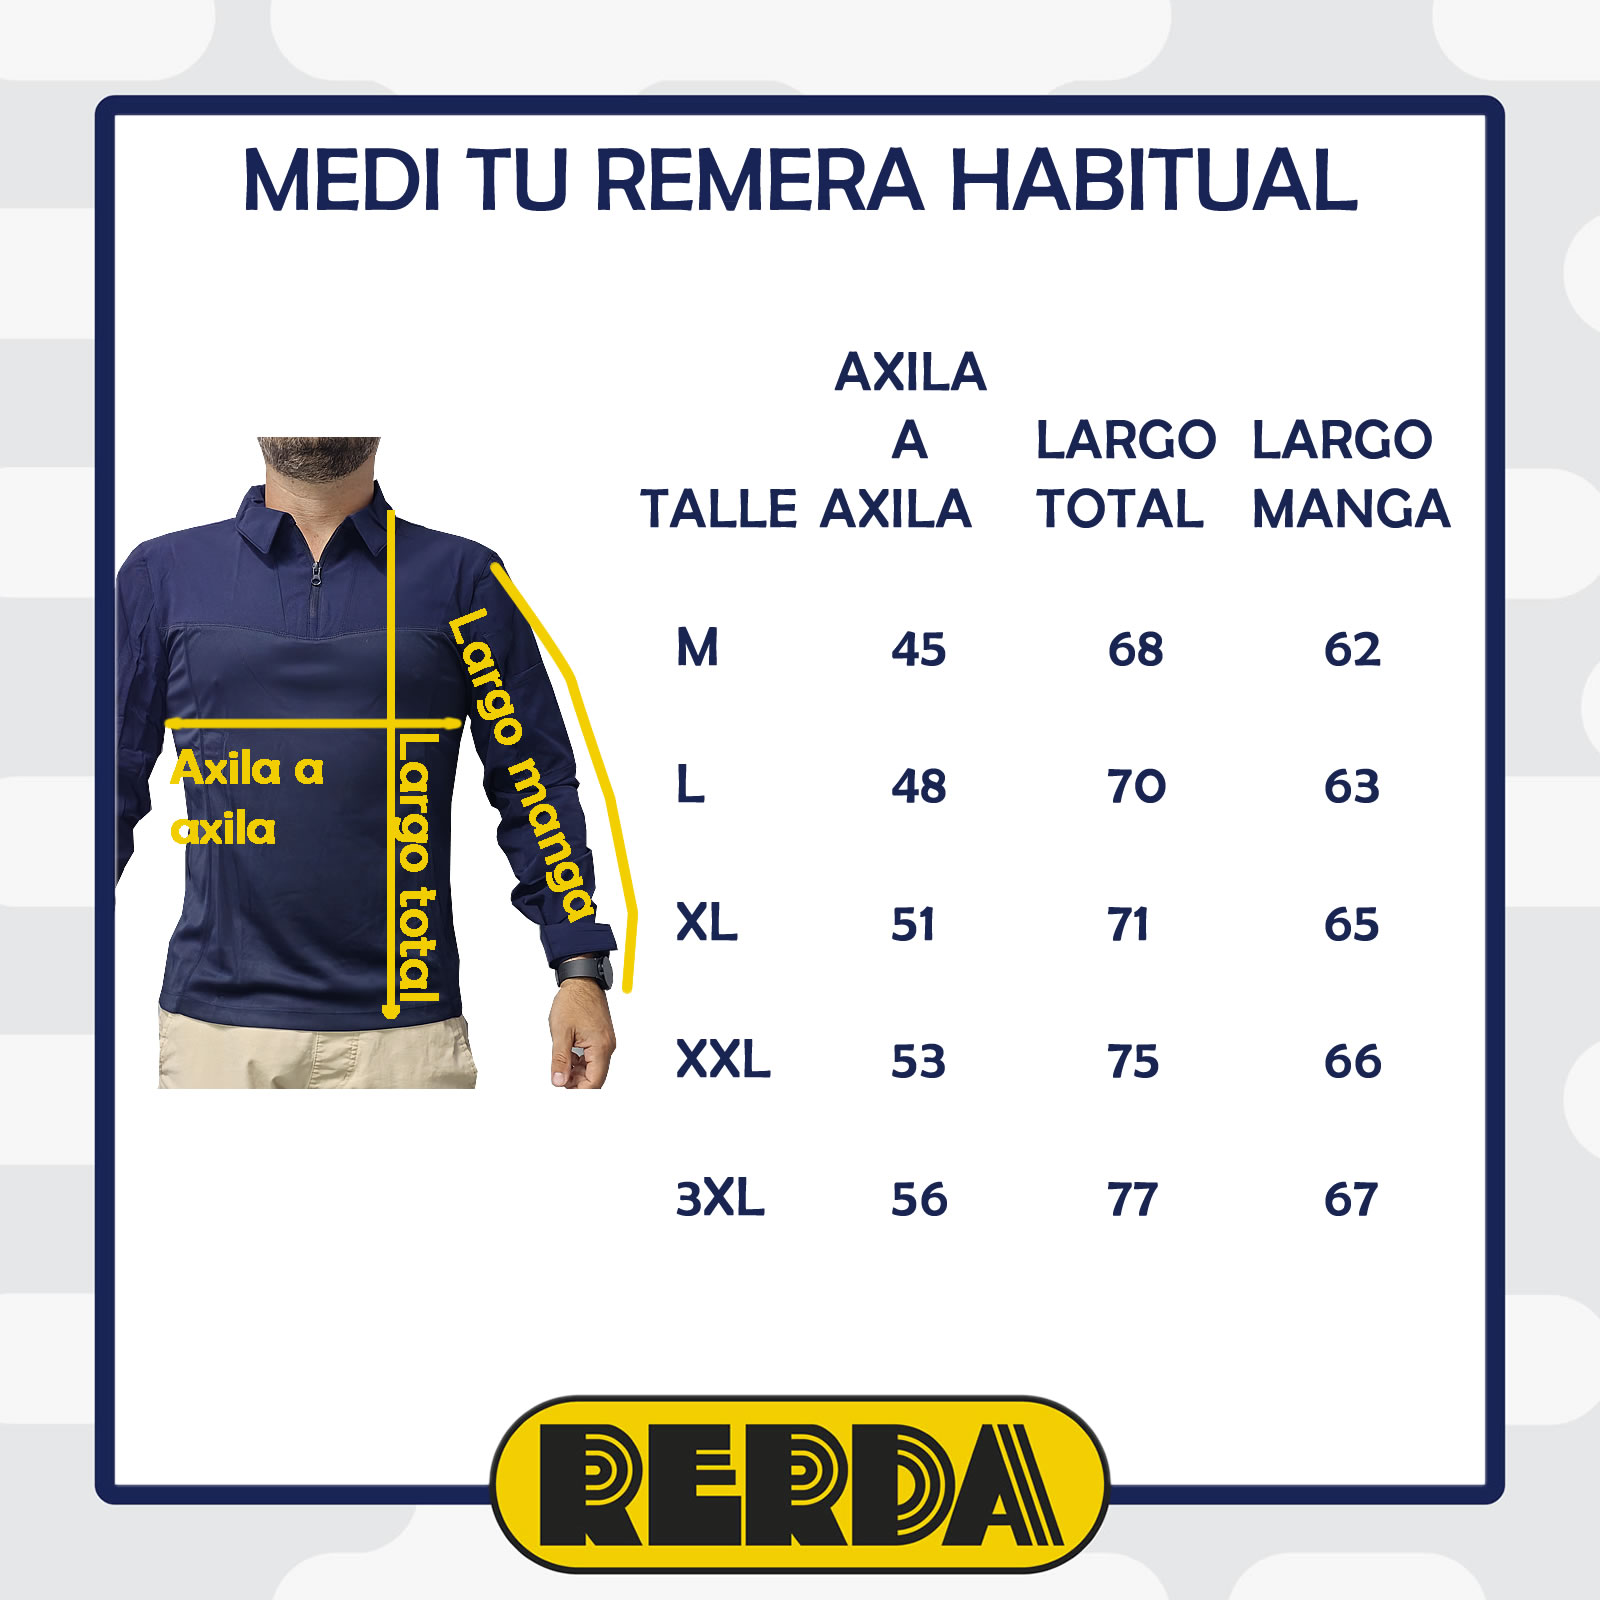 MEDI TU REMERA HABITUAL
AXILA
A LARGO LARGO
TALLE AXILA TOTAL MANGA
M 45 68 62
L 48 70 63
XL 51 71 65
XXL 53 75 66
3XL 56 77 67
Axila a
axila
Largo total
Largo manga
RERDA